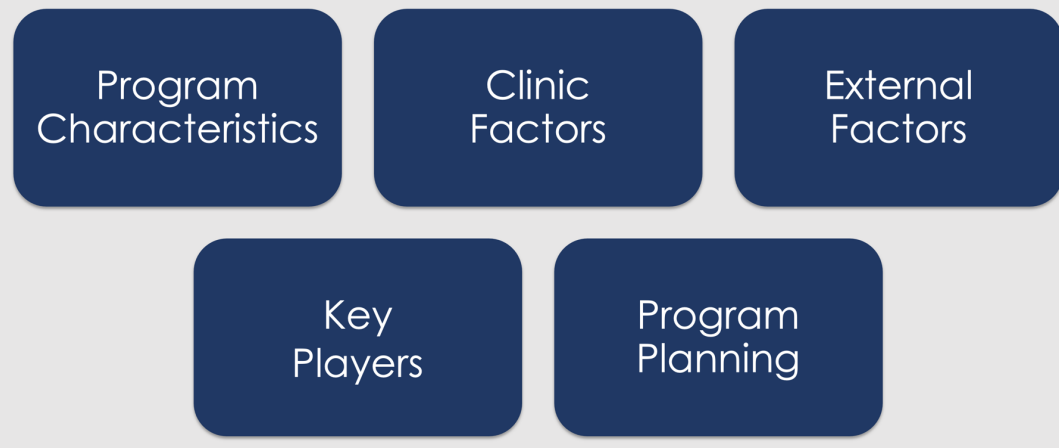 Program
Characteristics
Clinic
Factors
External
Factors
Key
Players
Program
Planning